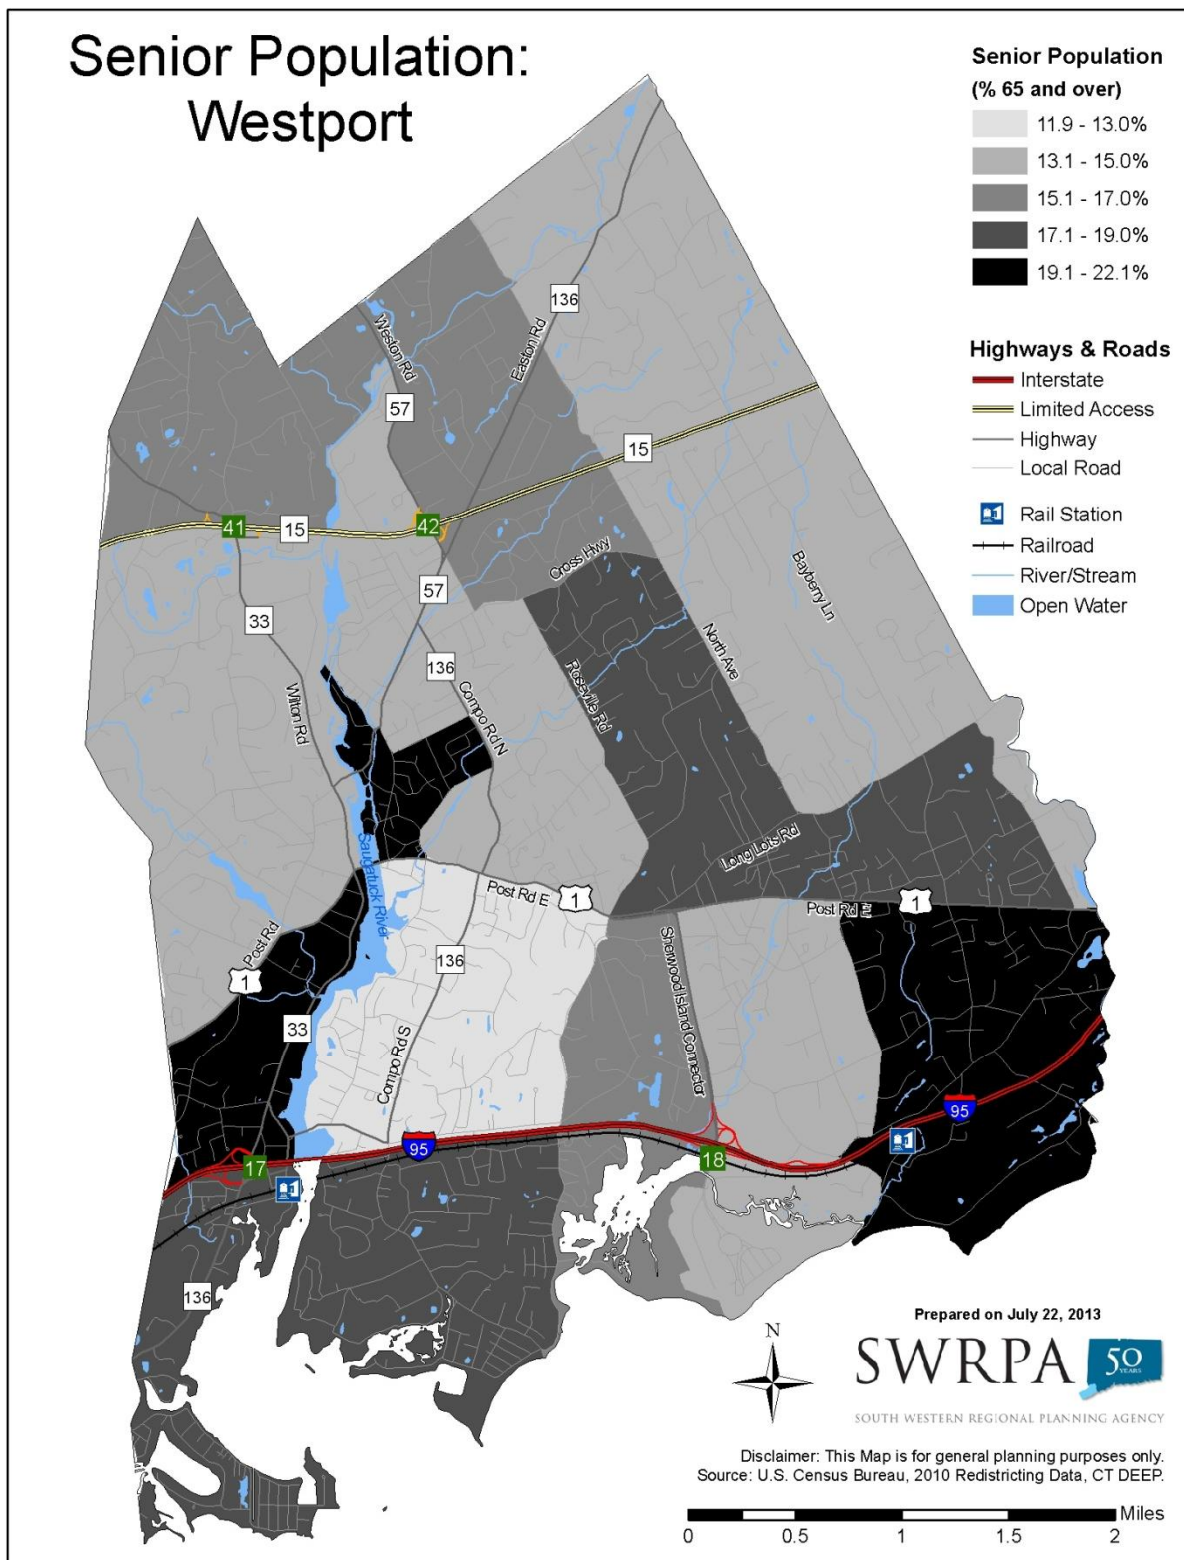 Senior Population:
Westport
Senior Population
(% 65 and over)
11.9 - 13.0%
13.1 - 15.0%
15.1 - 17.0%
17.1 - 19.0%
19.1 - 22.1%
Highways & Roads
Interstate
Limited Access
Highway
Local Road
Rail Station
Railroad
River/Stream
Open Water
136
Weston Rd
Easton Rd
57
15
41
15
42
Cross Hwy
Bayberry Ln
57
33
136
North Ave
Roseville Rd
Compo Rd N
Wilton Rd
Saugatuck River
Long Lots Rd
Post Rd E
1
Post Rd E
1
Post Rd
1
136
Sherwood Island Connector
33
Compo Rd S
95
95
17
18
136
Prepared on July 22, 2013
N
SWRPA
50
YEARS
SOUTH WESTERN REGIONAL PLANNING AGENCY
Disclaimer: This Map is for general planning purposes only.
Source: U.S. Census Bureau, 2010 Redistricting Data, CT DEEP.
Miles
0 0.5 1 1.5 2